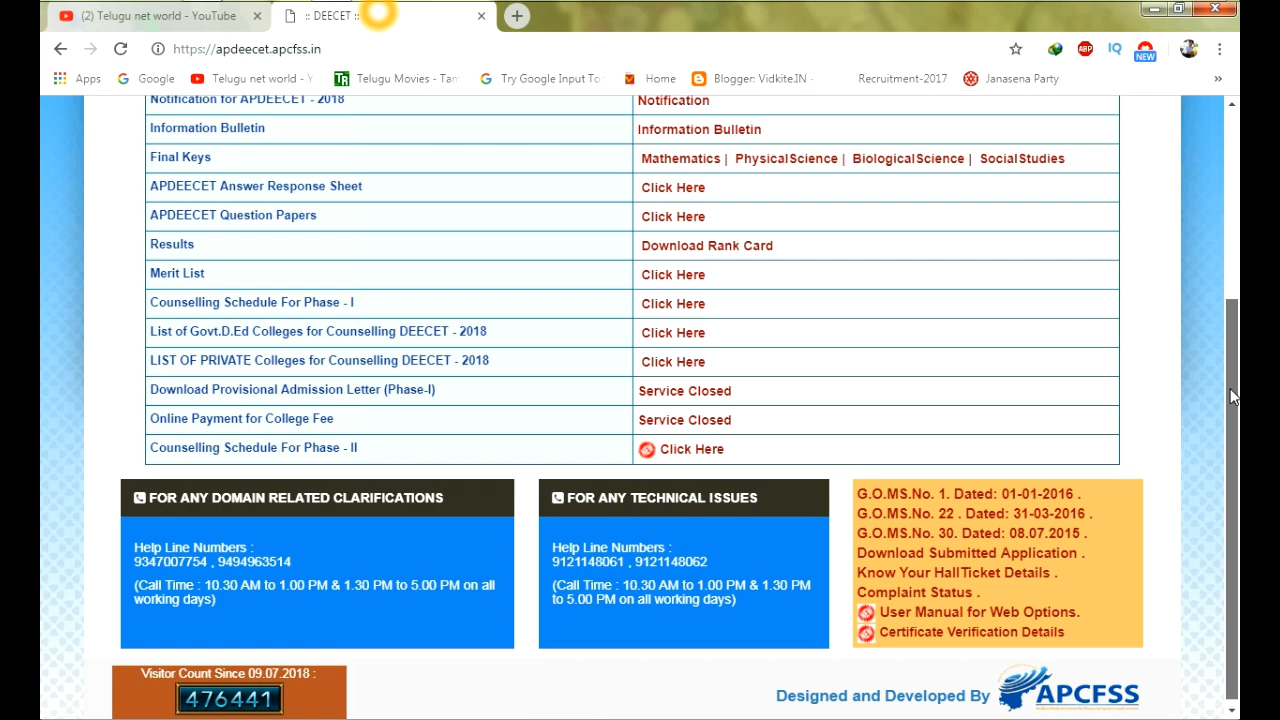 (2) Telugu net world - YouTube
:: DEECET ::
https://apdeecet.apcfss.in
ABP
IQ
NEW
Apps
Google
Telugu net world - Y
TR
Telugu Movies - Tam
Try Google Input To
Home
Blogger: Vidkite.IN -
Recruitment-2017
Janasena Party
»
Notification for APDEECET - 2018 Notification
Information Bulletin Information Bulletin
Final Keys Mathematics | PhysicalScience | BiologicalScience | SocialStudies
APDEECET Answer Response Sheet Click Here
APDEECET Question Papers Click Here
Results Download Rank Card
Merit List Click Here
Counselling Schedule For Phase - I Click Here
List of Govt.D.Ed Colleges for Counselling DEECET - 2018 Click Here
LIST OF PRIVATE Colleges for Counselling DEECET - 2018 Click Here
Download Provisional Admission Letter (Phase-I) Service Closed
Online Payment for College Fee Service Closed
Counselling Schedule For Phase - II Click Here
FOR ANY DOMAIN RELATED CLARIFICATIONS
Help Line Numbers :
9347007754 , 9494963514
(Call Time : 10.30 AM to 1.00 PM & 1.30 PM to 5.00 PM on all
working days)
FOR ANY TECHNICAL ISSUES
Help Line Numbers :
9121148061 , 9121148062
(Call Time : 10.30 AM to 1.00 PM & 1.30 PM
to 5.00 PM on all working days)
G.O.MS.No. 1. Dated: 01-01-2016 .
G.O.MS.No. 22 . Dated: 31-03-2016 .
G.O.MS.No. 30. Dated: 08.07.2015 .
Download Submitted Application .
Know Your HallTicket Details .
Complaint Status .
User Manual for Web Options.
Certificate Verification Details
Visitor Count Since 09.07.2018 :
476441
Designed and Developed By
APCFSS